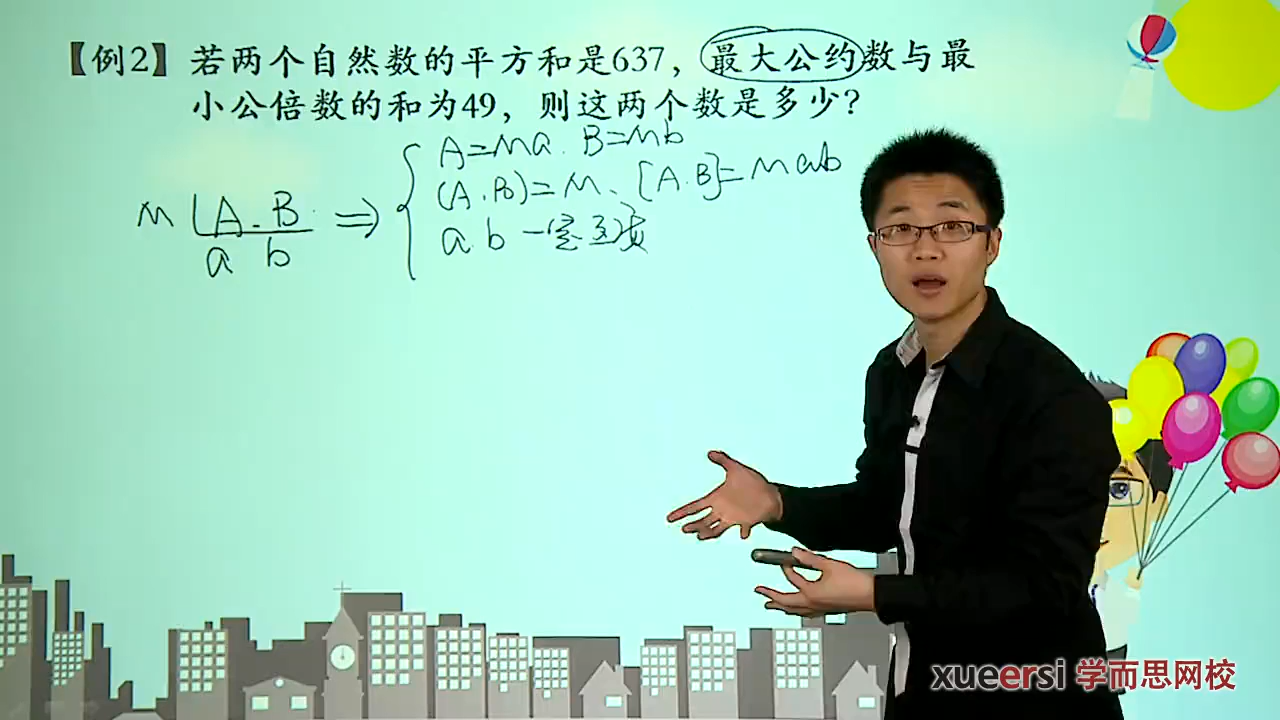 【例2】若两个自然数的平方和是637，最大公约数与最
小公倍数的和为49，则这两个数是多少？
A=Ma. B=Mb
(A.B)=M、[A.B]=Mab
M A.B ⇒
a b
a.b 一定互质
xueersi 学而思网校